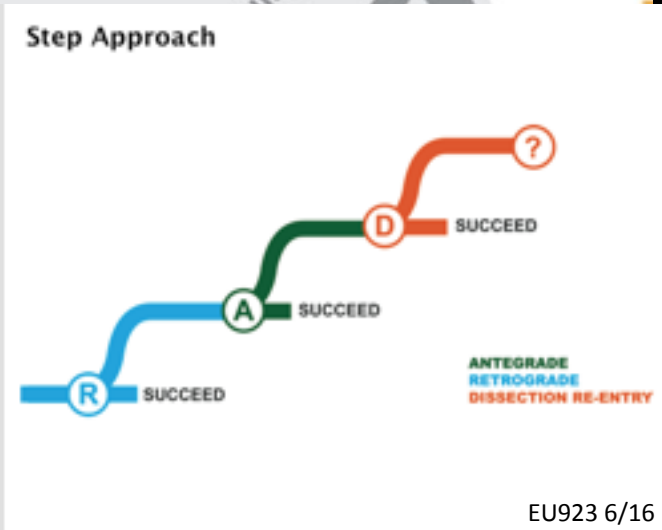 Step Approach
?
D SUCCEED
A SUCCEED
R SUCCEED
ANTEGRADE
RETROGRADE
DISSECTION RE-ENTRY
EU923 6/16